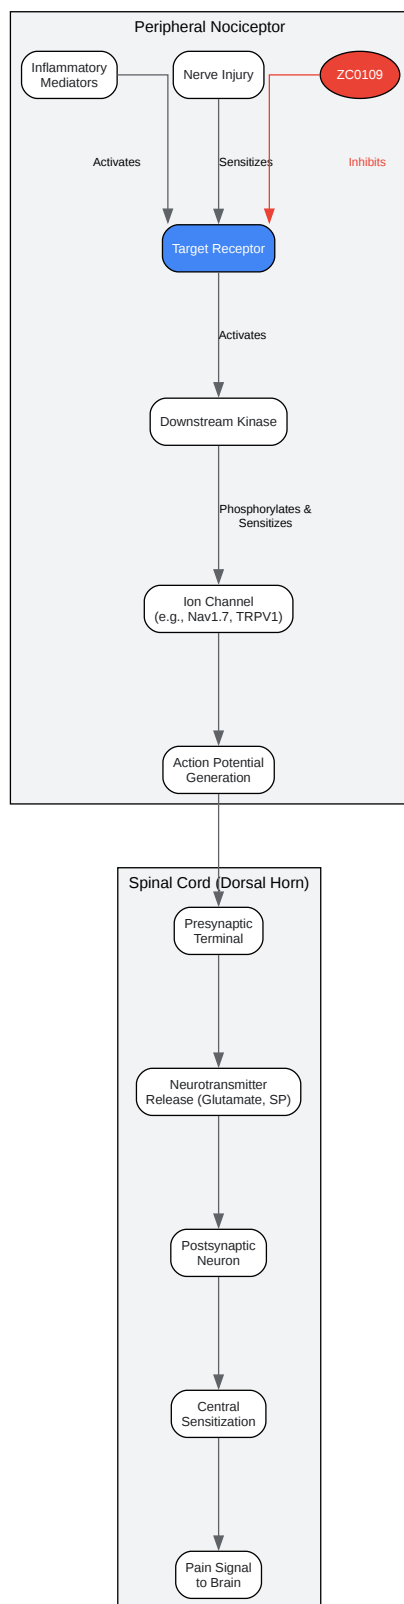 Peripheral Nociceptor
Inflammatory
Mediators
Nerve Injury
ZC0109
Activates
Sensitizes
Inhibits
Target Receptor
Activates
Downstream Kinase
Phosphorylates &
Sensitizes
Ion Channel
(e.g., Nav1.7, TRPV1)
Action Potential
Generation
Spinal Cord (Dorsal Horn)
Presynaptic
Terminal
Neurotransmitter
Release (Glutamate, SP)
Postsynaptic
Neuron
Central
Sensitization
Pain Signal
to Brain